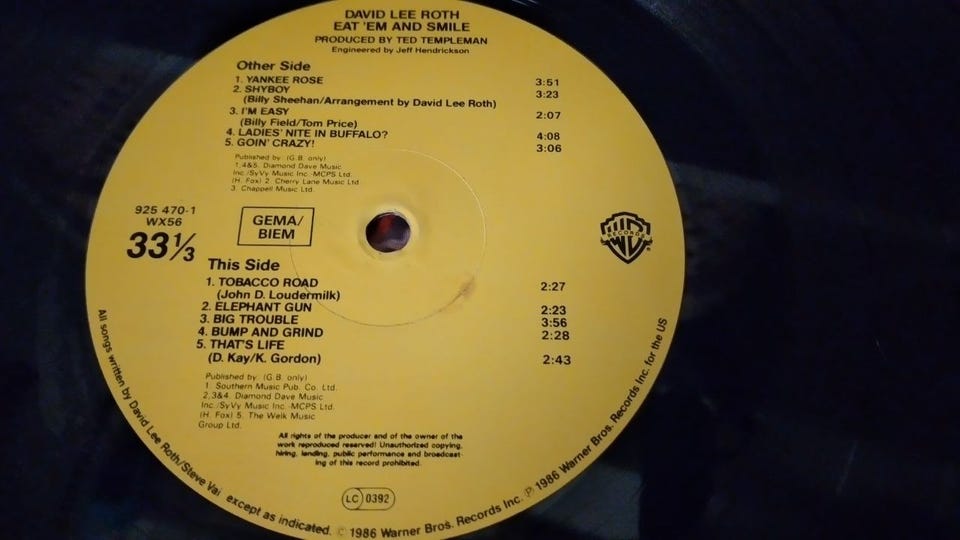 DAVID LEE ROTH
EAT 'EM AND SMILE
PRODUCED BY TED TEMPLEMAN
Engineered by Jeff Hendrickson
Other Side
1. YANKEE ROSE 3:51
2. SHYBOY 3:23
(Billy Sheehan/Arrangement by David Lee Roth)
3. I'M EASY 2:07
(Billy Field/Tom Price)
4. LADIES' NITE IN BUFFALO? 4:08
5. GOIN' CRAZY! 3:06
Published by: (G.B. only)
1,4&5. Diamond Dave Music
Inc./SyVy Music Inc.-MCPS Ltd.
(H. Fox) 2. Cherry Lane Music Ltd.
3. Chappell Music Ltd.
925 470-1
WX56
33⅓
GEMA/
BIEM
WB
RECORDS
This Side
1. TOBACCO ROAD 2:27
(John D. Loudermilk)
2. ELEPHANT GUN 2:23
3. BIG TROUBLE 3:56
4. BUMP AND GRIND 2:28
5. THAT'S LIFE
(D. Kay/K. Gordon) 2:43
Published by: (G.B. only)
1. Southern Music Pub. Co. Ltd.
2,3&4. Diamond Dave Music
Inc./SyVy Music Inc.-MCPS Ltd.
(H. Fox) 5. The Welk Music
Group Ltd.
All rights of the producer and of the owner of the
work reproduced reserved! Unauthorized copying,
hiring, lending, public performance and broadcast-
ing of this record prohibited.
LC 0392
All songs written by David Lee Roth/Steve Vai except as indicated. © 1986 Warner Bros. Records Inc. ℗ 1986 Warner Bros. Records Inc. for the US